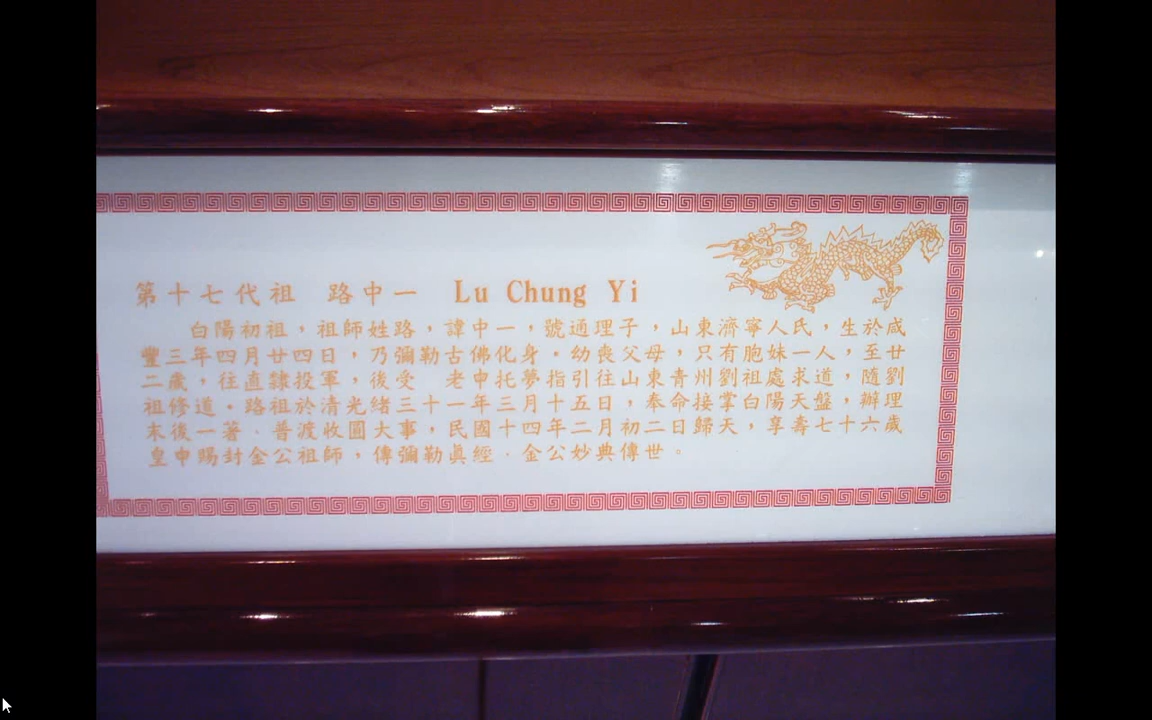 第十七代祖 路中一 Lu Chung Yi
白陽初祖，祖師姓路，諱中一，號通理子，山東濟寧人民，生於咸
豐三年四月廿四日，乃彌勒古佛化身。幼喪父母，只有胞妹一人，至廿
二歲，往直隸投軍，後受 老申托夢指引往山東青州劉祖處求道，隨劉
祖修道。路祖於清光緒三十一年三月十五日，奉命接掌白陽天盤，辦理
末後一著﹑普渡收圓大事，民國十四年二月初二日歸天，享壽七十六歲
皇申賜封金公祖師，傳彌勒眞經﹑金公妙典傳世。